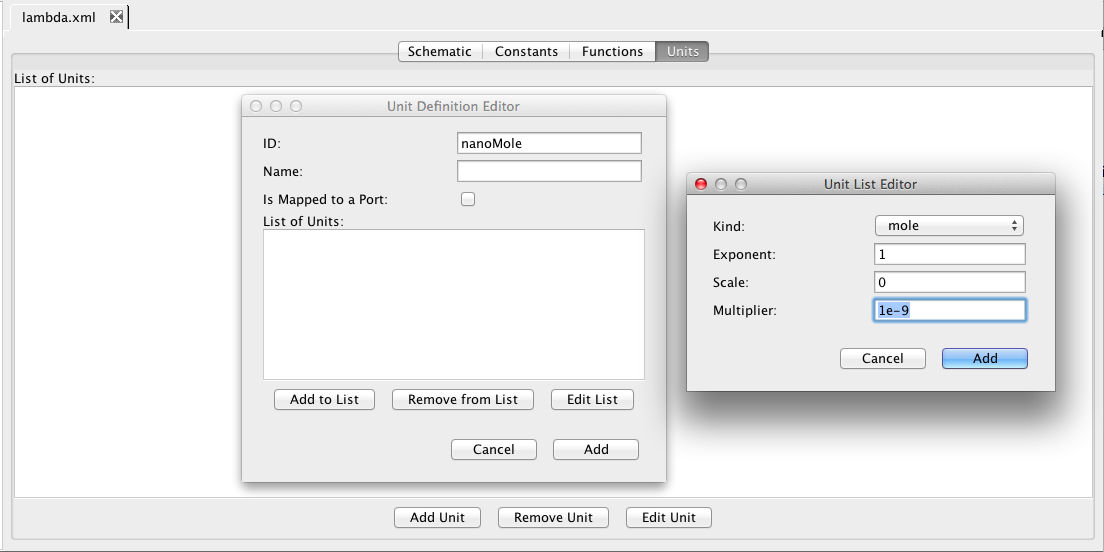 lambda.xml
Schematic Constants Functions Units
List of Units:
Unit Definition Editor
ID: nanoMole
Name:
Is Mapped to a Port:
List of Units:
Add to List Remove from List Edit List
Cancel Add
Unit List Editor
Kind: mole
Exponent: 1
Scale: 0
Multiplier: 1e-9
Cancel Add
Add Unit Remove Unit Edit Unit